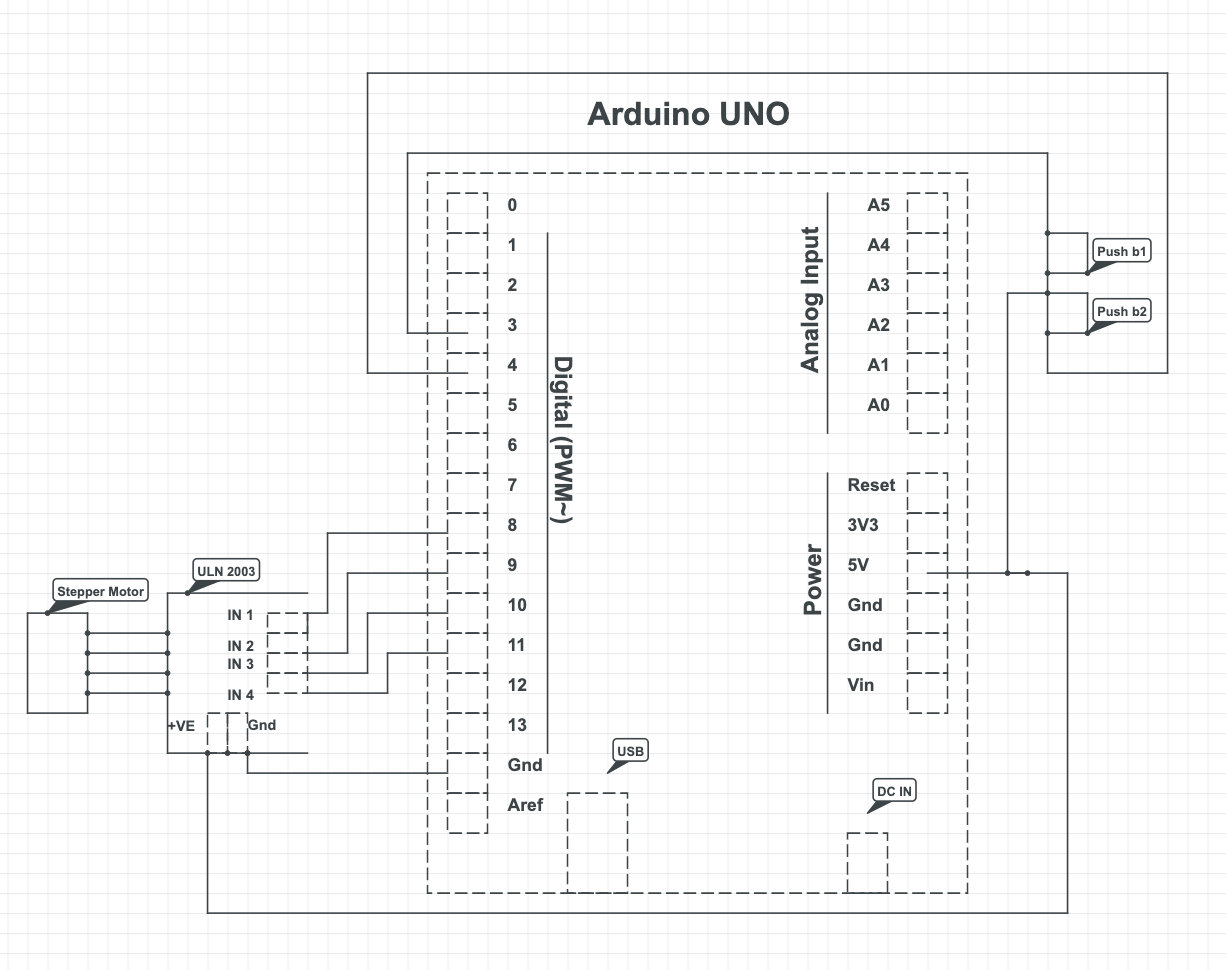 Arduino UNO
0
1
2
3
4
5
6
7
8
9
10
11
12
13
Gnd
Aref
Digital (PWM~)
Analog Input
A5
A4
A3
A2
A1
A0
Power
Reset
3V3
5V
Gnd
Gnd
Vin
Push b1
Push b2
Stepper Motor
ULN 2003
IN 1
IN 2
IN 3
IN 4
+VE
Gnd
USB
DC IN